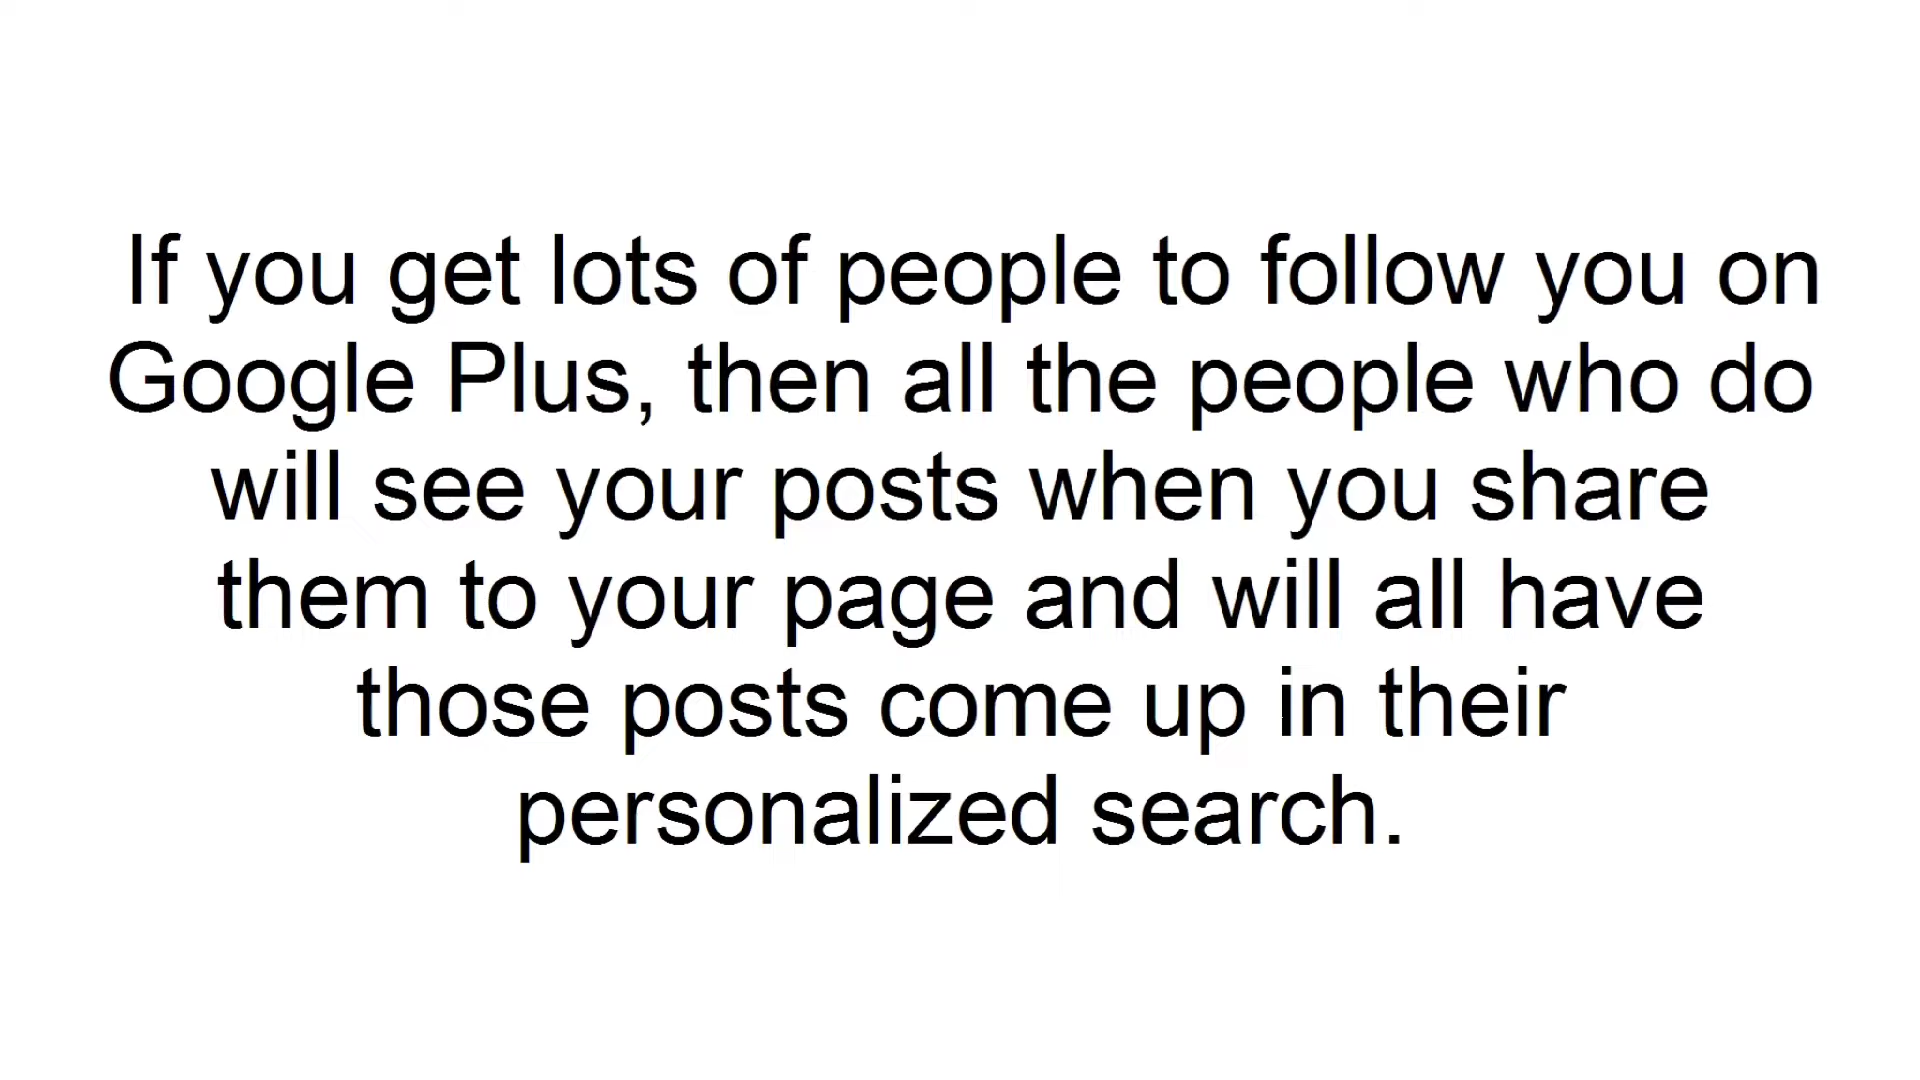 If you get lots of people to follow you on
Google Plus, then all the people who do
will see your posts when you share
them to your page and will all have
those posts come up in their
personalized search.